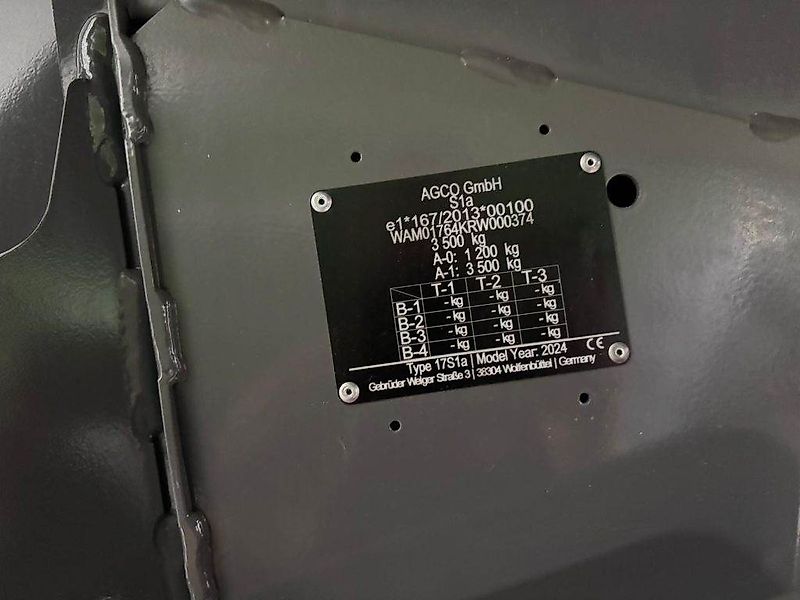 AGCO GmbH
S1a
e1*167/2013*00100
WAM01764KRW000374
3 500 kg
A-0: 1 200 kg
A-1: 3 500 kg
T-1 T-2 T-3
B-1 - kg - kg - kg
B-2 - kg - kg - kg
B-3 - kg - kg - kg
B-4 - kg - kg - kg
Type 17S1a | Model Year: 2024 CE
Gebrüder Welger Straße 3 | 38304 Wolfenbüttel | Germany